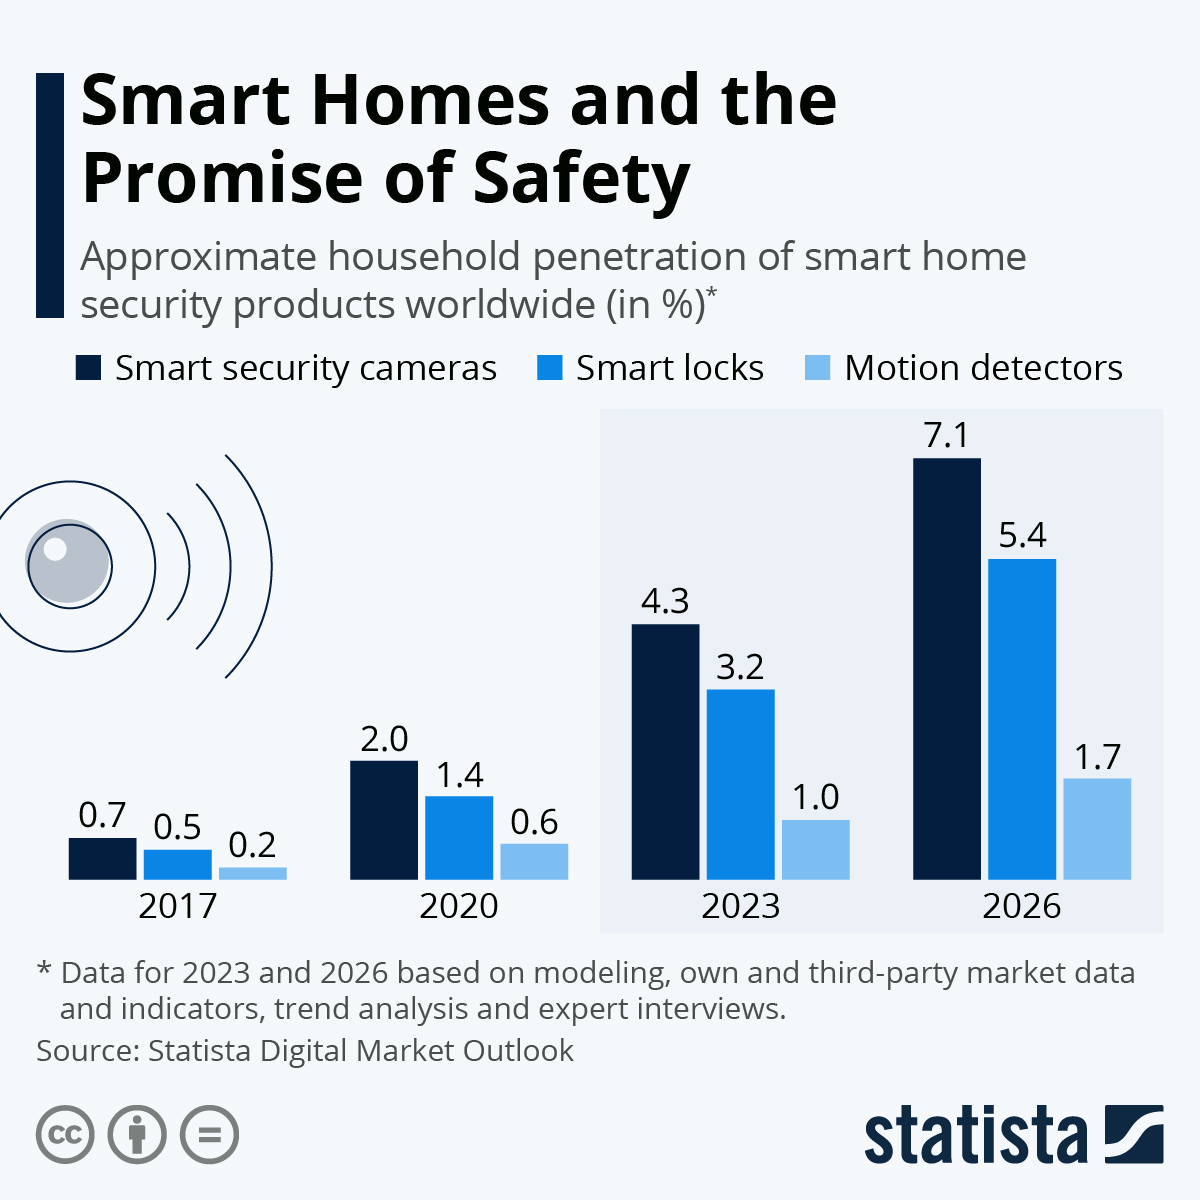 Smart Homes and the
Promise of Safety
Approximate household penetration of smart home
security products worldwide (in %)*
Smart security cameras Smart locks Motion detectors
0.7 0.5 0.2
2017
2.0 1.4 0.6
2020
4.3 3.2 1.0
2023
7.1 5.4 1.7
2026
* Data for 2023 and 2026 based on modeling, own and third-party market data
and indicators, trend analysis and expert interviews.
Source: Statista Digital Market Outlook
cc
statista